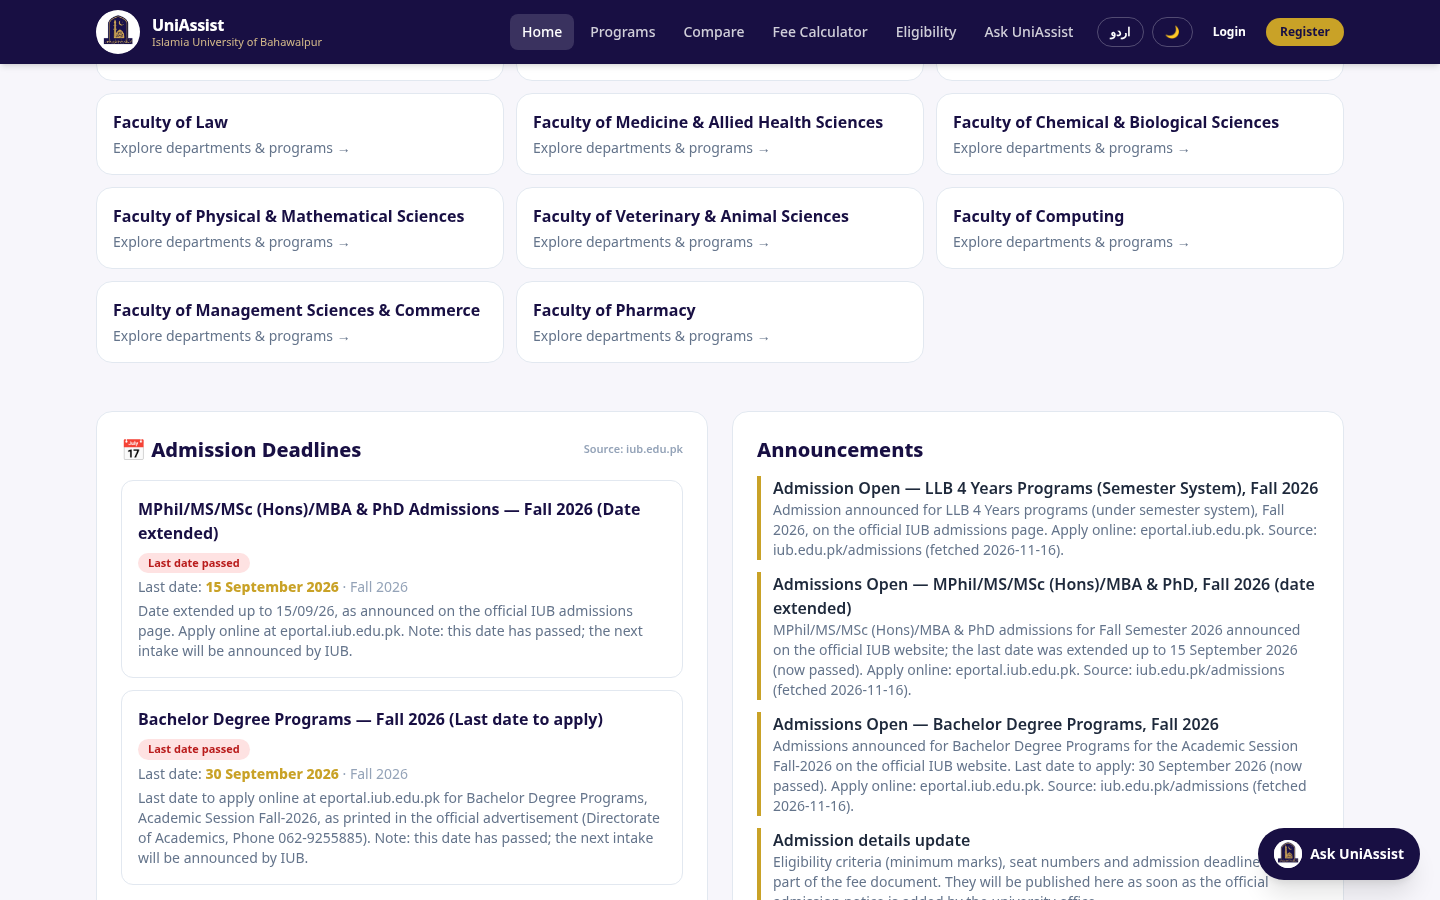 UniAssist
Islamia University of Bahawalpur
Home
Programs
Compare
Fee Calculator
Eligibility
Ask UniAssist
اردو
Login
Register
Faculty of Law
Explore departments & programs →
Faculty of Medicine & Allied Health Sciences
Explore departments & programs →
Faculty of Chemical & Biological Sciences
Explore departments & programs →
Faculty of Physical & Mathematical Sciences
Explore departments & programs →
Faculty of Veterinary & Animal Sciences
Explore departments & programs →
Faculty of Computing
Explore departments & programs →
Faculty of Management Sciences & Commerce
Explore departments & programs →
Faculty of Pharmacy
Explore departments & programs →
📅 Admission Deadlines
Source: iub.edu.pk
MPhil/MS/MSc (Hons)/MBA & PhD Admissions — Fall 2026 (Date
extended)
Last date passed
Last date: 15 September 2026 · Fall 2026
Date extended up to 15/09/26, as announced on the official IUB admissions
page. Apply online at eportal.iub.edu.pk. Note: this date has passed; the next
intake will be announced by IUB.
Bachelor Degree Programs — Fall 2026 (Last date to apply)
Last date passed
Last date: 30 September 2026 · Fall 2026
Last date to apply online at eportal.iub.edu.pk for Bachelor Degree Programs,
Academic Session Fall-2026, as printed in the official advertisement (Directorate
of Academics, Phone 062-9255885). Note: this date has passed; the next intake
will be announced by IUB.
Announcements
Admission Open — LLB 4 Years Programs (Semester System), Fall 2026
Admission announced for LLB 4 Years programs (under semester system), Fall
2026, on the official IUB admissions page. Apply online: eportal.iub.edu.pk. Source:
iub.edu.pk/admissions (fetched 2026-11-16).
Admissions Open — MPhil/MS/MSc (Hons)/MBA & PhD, Fall 2026 (date
extended)
MPhil/MS/MSc (Hons)/MBA & PhD admissions for Fall Semester 2026 announced
on the official IUB website; the last date was extended up to 15 September 2026
(now passed). Apply online: eportal.iub.edu.pk. Source: iub.edu.pk/admissions
(fetched 2026-11-16).
Admissions Open — Bachelor Degree Programs, Fall 2026
Admissions announced for Bachelor Degree Programs for the Academic Session
Fall-2026 on the official IUB website. Last date to apply: 30 September 2026 (now
passed). Apply online: eportal.iub.edu.pk. Source: iub.edu.pk/admissions (fetched
2026-11-16).
Admission details update
Eligibility criteria (minimum marks), seat numbers and admission deadline
part of the fee document. They will be published here as soon as the official
admission notice is added by the university office.
Ask UniAssist